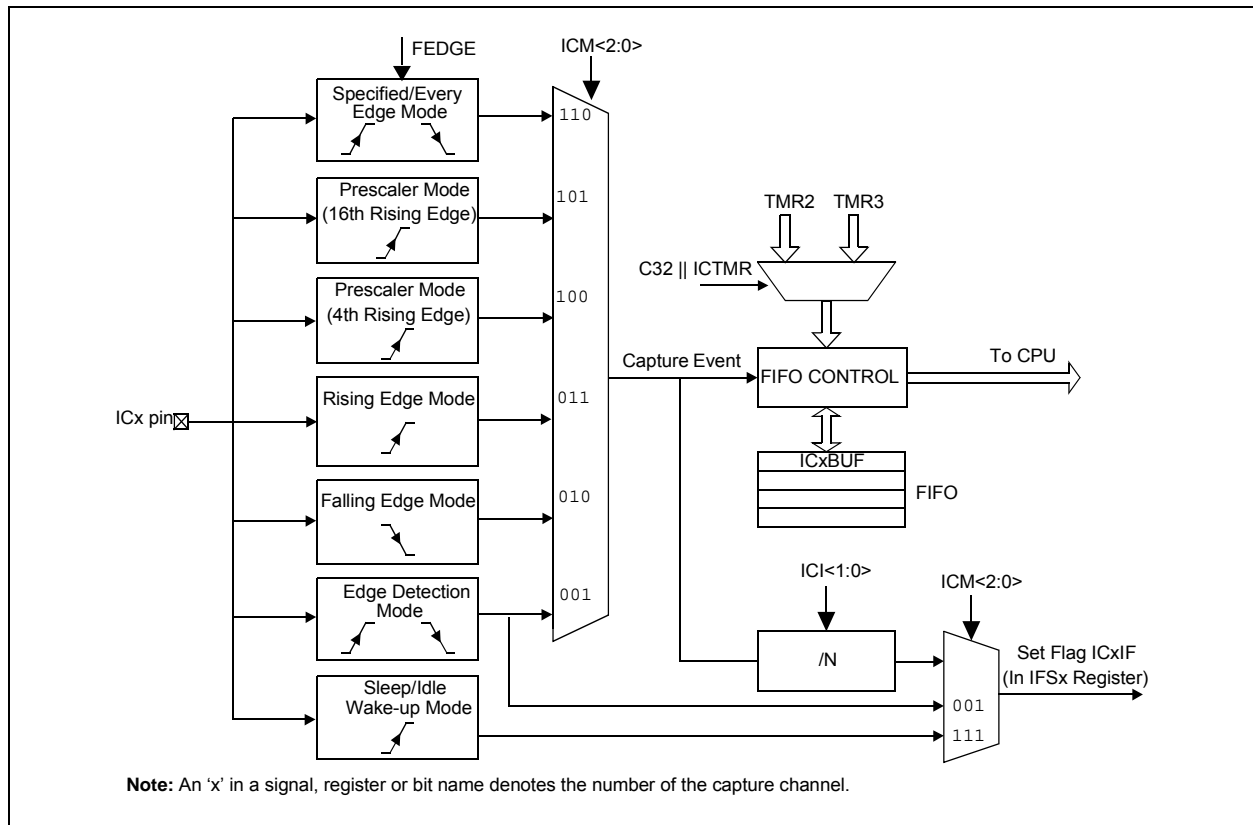 FEDGE
ICM<2:0>
Specified/Every
Edge Mode
110
Prescaler Mode
(16th Rising Edge)
101
TMR2
TMR3
C32 || ICTMR
Prescaler Mode
(4th Rising Edge)
100
Capture Event
FIFO CONTROL
To CPU
ICx pin
Rising Edge Mode
011
ICxBUF
FIFO
Falling Edge Mode
010
Edge Detection
Mode
001
ICI<1:0>
ICM<2:0>
/N
Set Flag ICxIF
(In IFSx Register)
Sleep/Idle
Wake-up Mode
001
111
Note: An ‘x’ in a signal, register or bit name denotes the number of the capture channel.